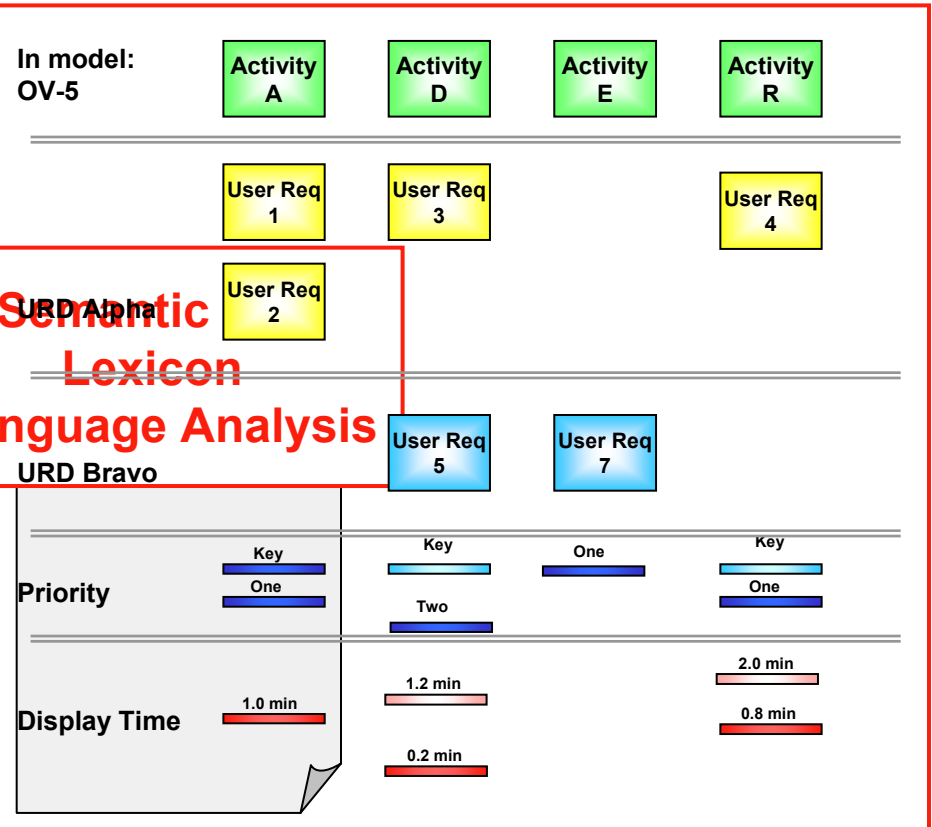 In model:
OV-5
Activity
A
Activity
D
Activity
E
Activity
R
User Req
1
User Req
3
User Req
4
User Req
2
URD Alpha
Semantic
Lexicon
nguage Analysis
User Req
5
User Req
7
URD Bravo
Priority
Key
One
Key
Two
One
Key
One
Display Time
1.0 min
1.2 min
0.2 min
2.0 min
0.8 min